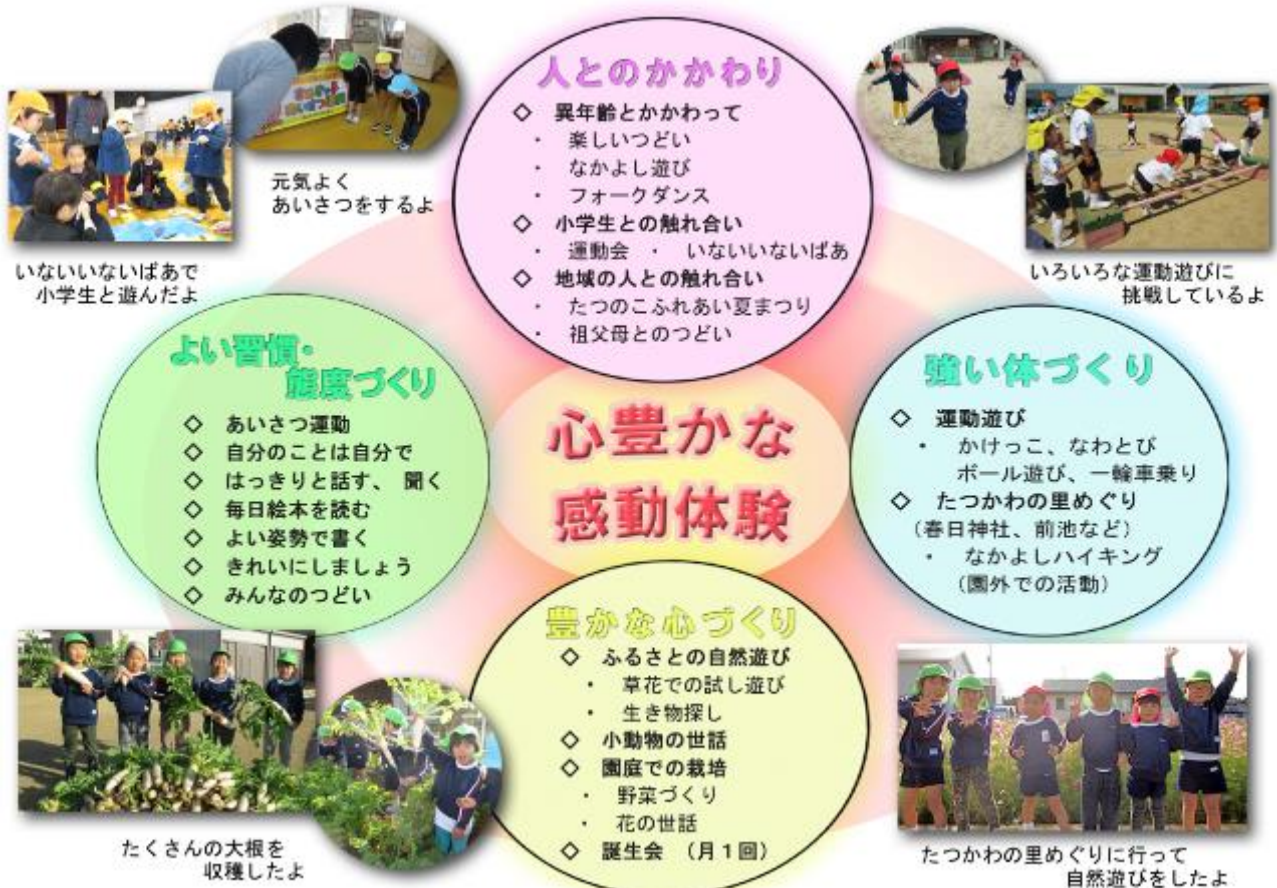 人とのかかわり
◇ 異年齢とかかわって
・ 楽しいつどい
・ なかよし遊び
・ フォークダンス
◇ 小学生との触れ合い
・ 運動会 ・ いないいないばあ
◇ 地域の人との触れ合い
・ たつのこふれあい夏まつり
・ 祖父母とのつどい
元気よく
あいさつをするよ
いないいないばあで
小学生と遊んだよ
いろいろな運動遊びに
挑戦しているよ
よい習慣・
態度づくり
◇ あいさつ運動
◇ 自分のことは自分で
◇ はっきりと話す、 聞く
◇ 毎日絵本を読む
◇ よい姿勢で書く
◇ きれいにしましょう
◇ みんなのつどい
心豊かな
感動体験
強い体づくり
◇ 運動遊び
・ かけっこ、なわとび
ボール遊び、一輪車乗り
◇ たつかわの里めぐり
(春日神社、前池など)
・ なかよしハイキング
(園外での活動)
豊かな心づくり
◇ ふるさとの自然遊び
・ 草花での試し遊び
・ 生き物探し
◇ 小動物の世話
◇ 園庭での栽培
・ 野菜づくり
・ 花の世話
◇ 誕生会 (月1回)
たくさんの大根を
収穫したよ
たつかわの里めぐりに行って
自然遊びをしたよ